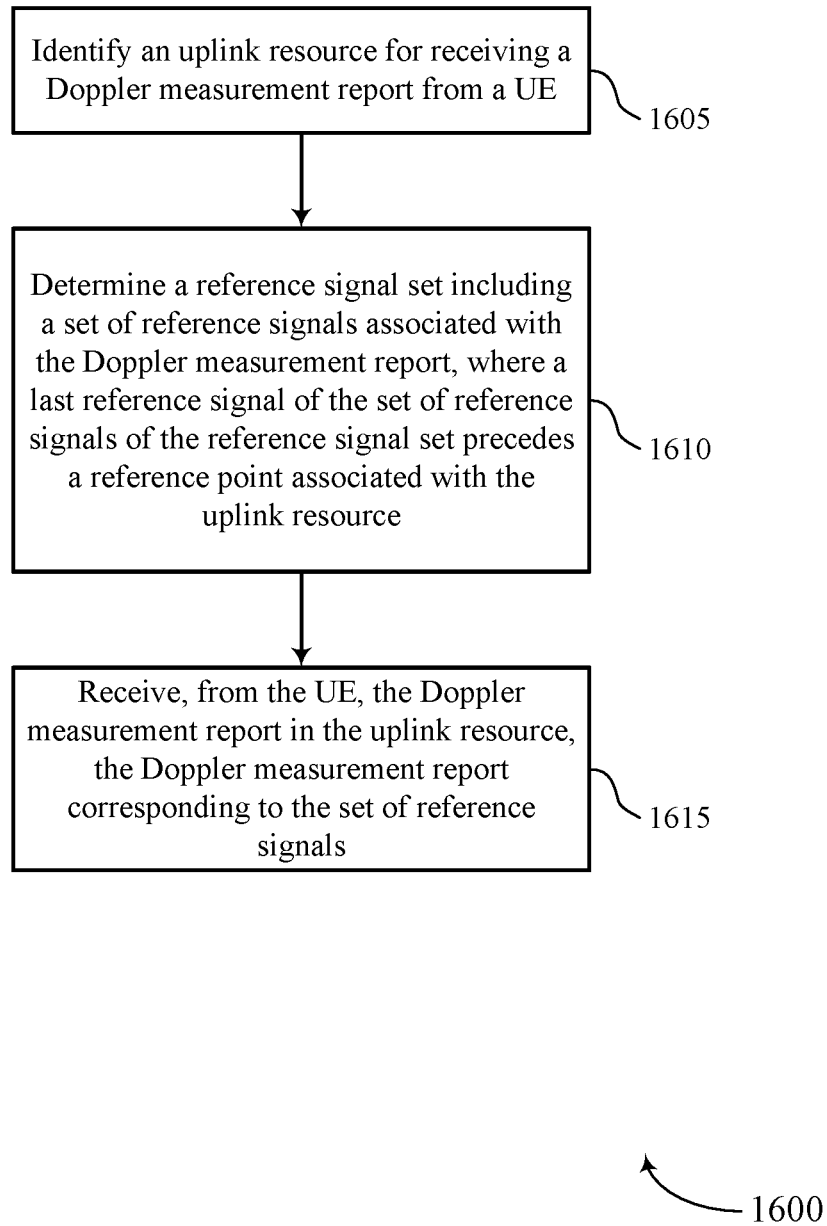 Identify an uplink resource for receiving a
Doppler measurement report from a UE
1605
Determine a reference signal set including
a set of reference signals associated with
the Doppler measurement report, where a
last reference signal of the set of reference
signals of the reference signal set precedes
a reference point associated with the
uplink resource
1610
Receive, from the UE, the Doppler
measurement report in the uplink resource,
the Doppler measurement report
corresponding to the set of reference
signals
1615
1600